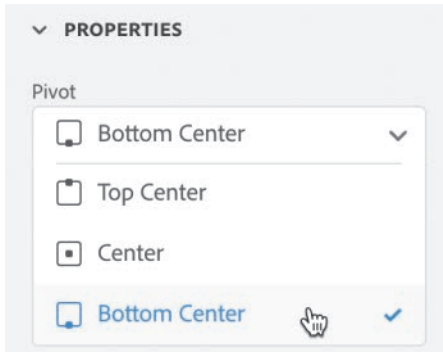 PROPERTIES
Pivot
Bottom Center
Top Center
Center
Bottom Center